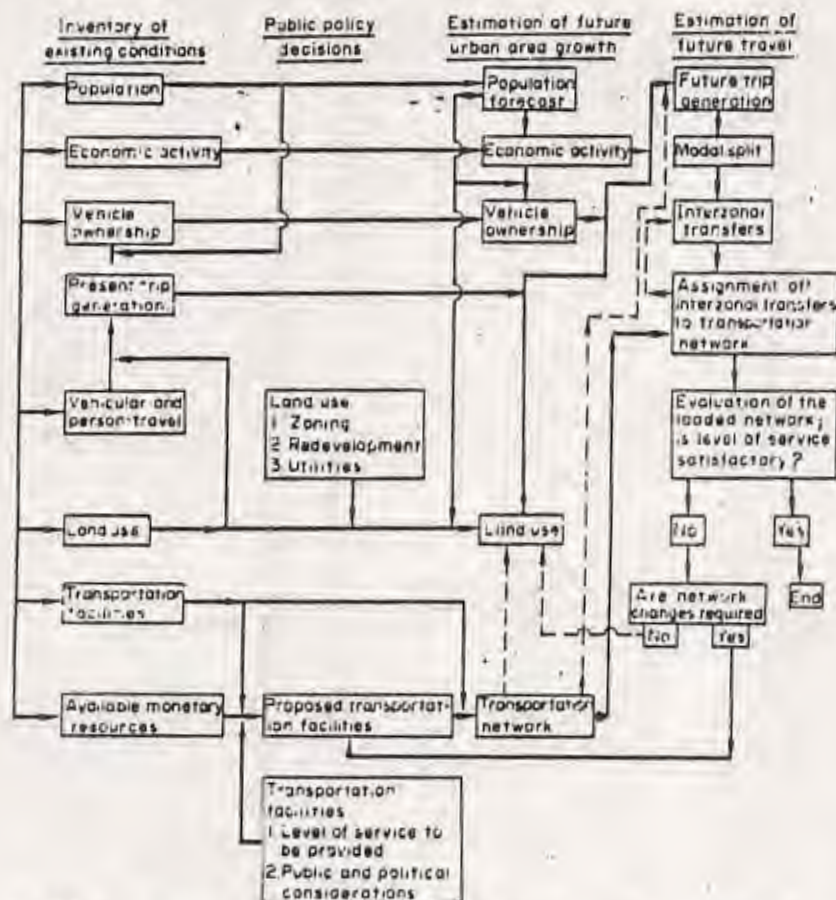 Inventory of
existing conditions
Public policy
decisions
Estimation of future
urban area growth
Estimation of
future travel
Population
Population
forecast
Future trip
generation
Economic activity
Economic activity
Modal split
Vehicle
ownership
Vehicle
ownership
Interzonal
transfers
Present trip
generation
Assignment of
interzonal transfers
to transportation
network
Vehicular and
person-travel
Land use
1 Zoning
2 Redevelopment
3 Utilities
Evaluation of the
loaded network;
is level of service
satisfactory?
No
Yes
Land use
Land use
Transportation
facilities
Are network
changes required
No
Yes
End
Available monetary
resources
Proposed transportat-
ion facilities
Transportation
network
Transportation
facilities
1 Level of service to
be provided
2. Public and political
considerations